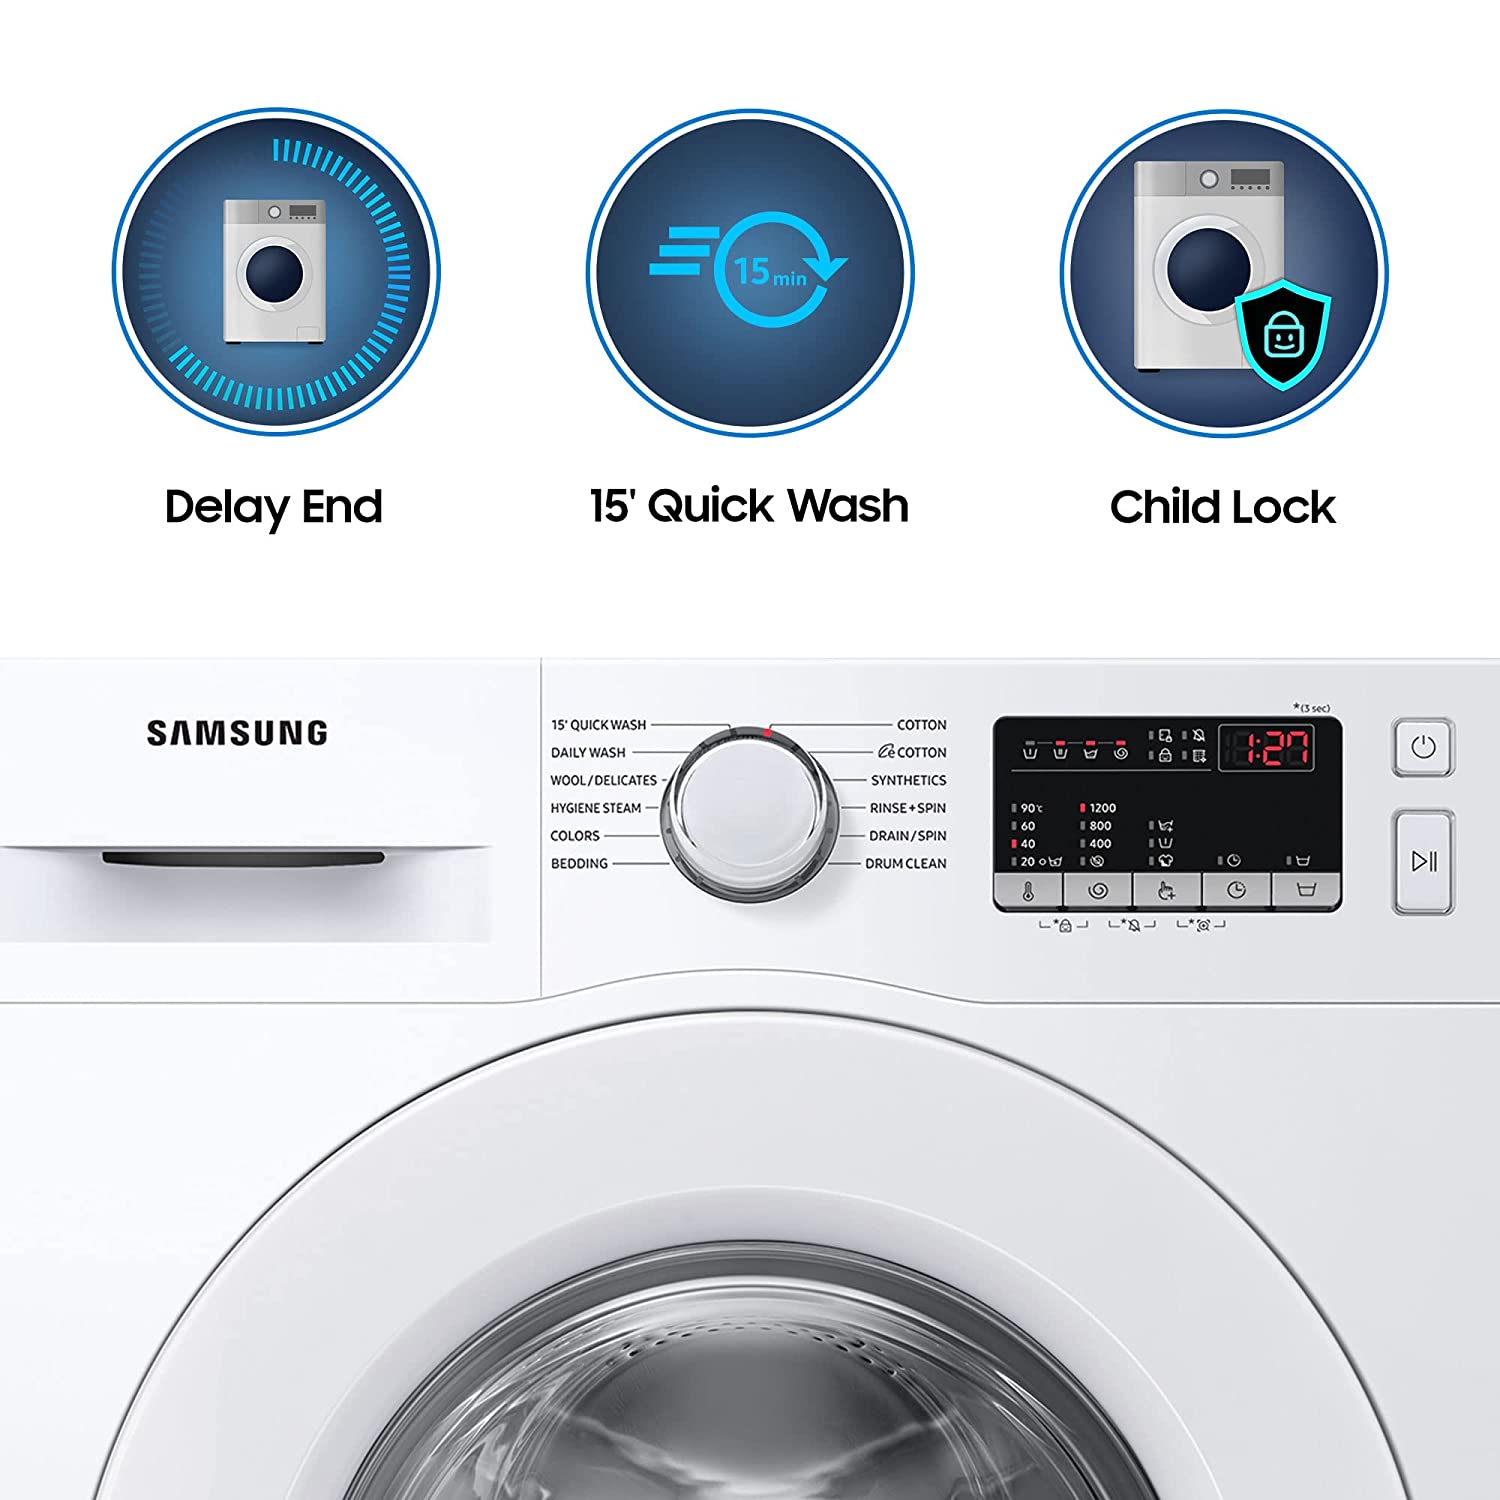 15 min
Delay End
15' Quick Wash
Child Lock
SAMSUNG
15' QUICK WASH
DAILY WASH
WOOL/DELICATES
HYGIENE STEAM
COLORS
BEDDING
COTTON
e COTTON
SYNTHETICS
RINSE+SPIN
DRAIN/SPIN
DRUM CLEAN
*(3 sec)
1:27
90℃
60
40
20
1200
800
400